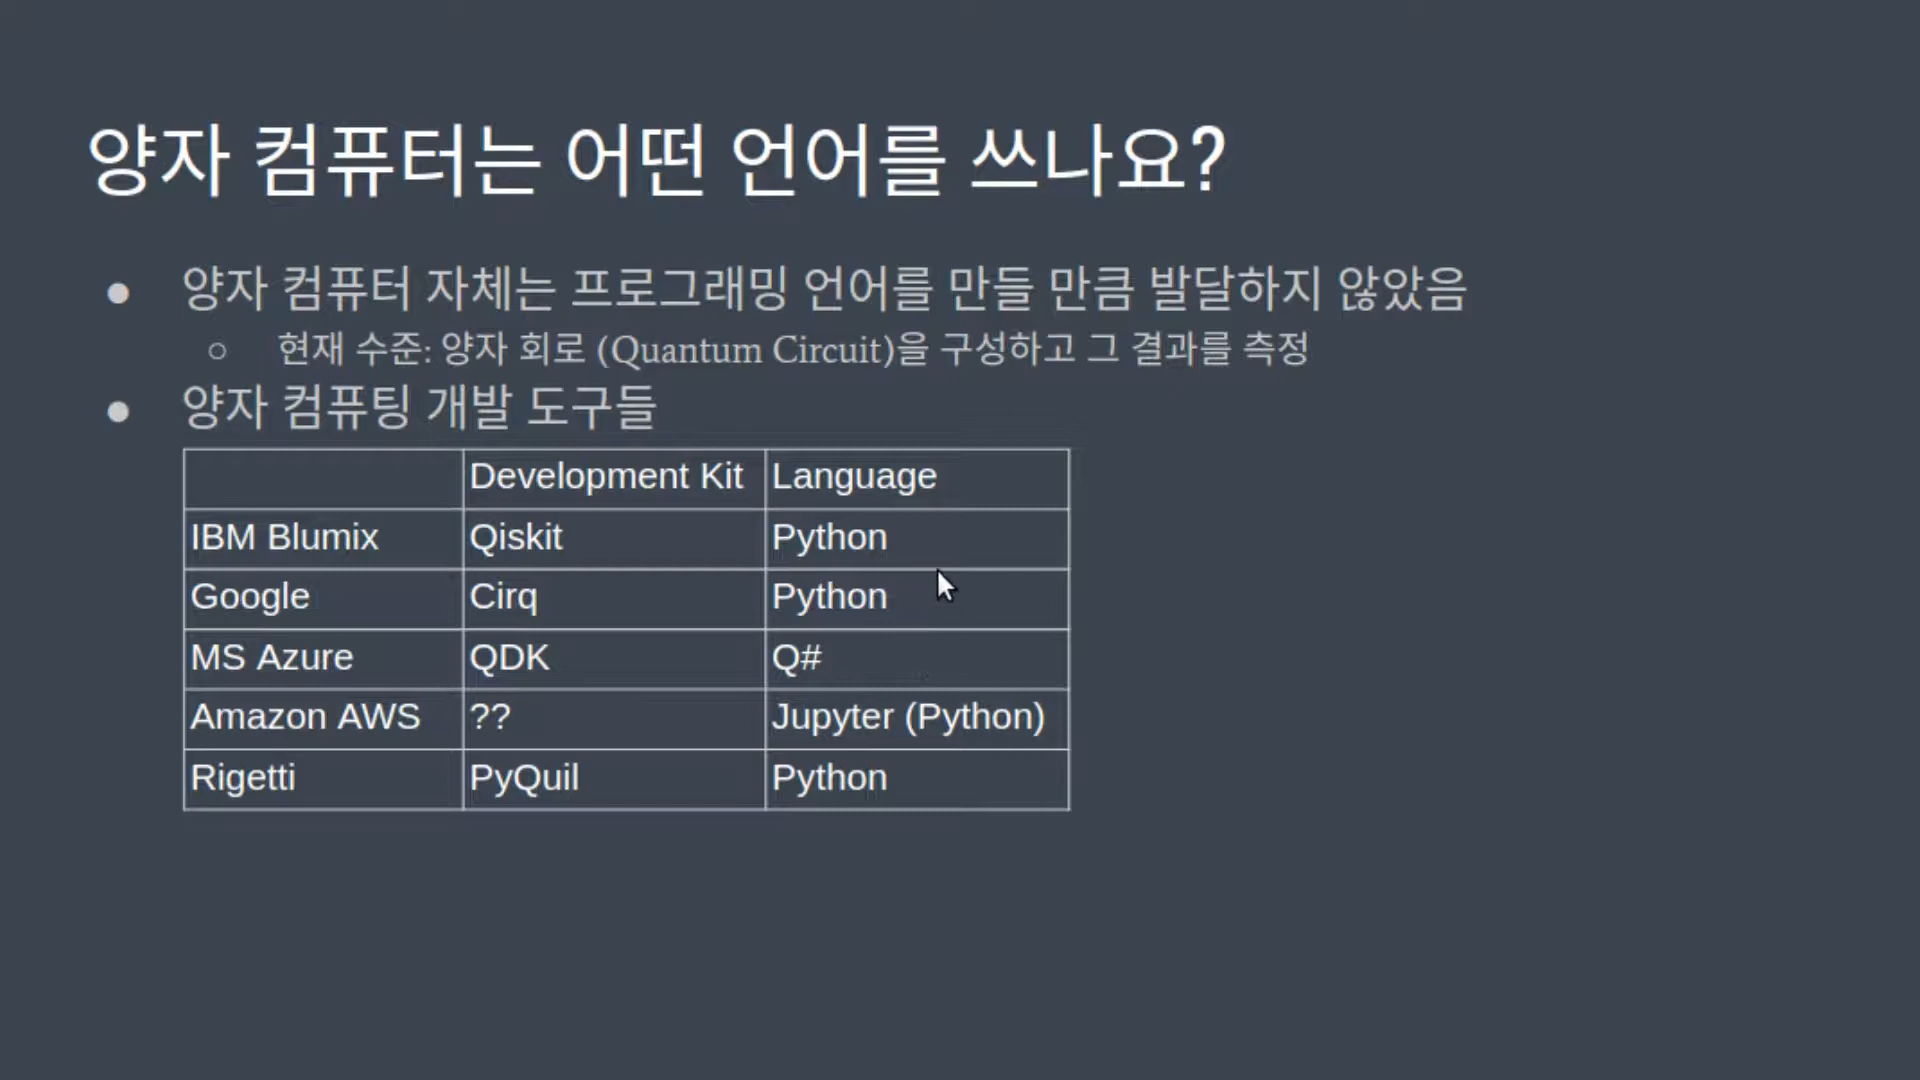 양자 컴퓨터는 어떤 언어를 쓰나요?
● 양자 컴퓨터 자체는 프로그래밍 언어를 만들 만큼 발달하지 않았음
○ 현재 수준: 양자 회로 (Quantum Circuit)을 구성하고 그 결과를 측정
● 양자 컴퓨팅 개발 도구들
Development Kit Language
IBM Blumix Qiskit Python
Google Cirq Python
MS Azure QDK Q#
Amazon AWS ?? Jupyter (Python)
Rigetti PyQuil Python